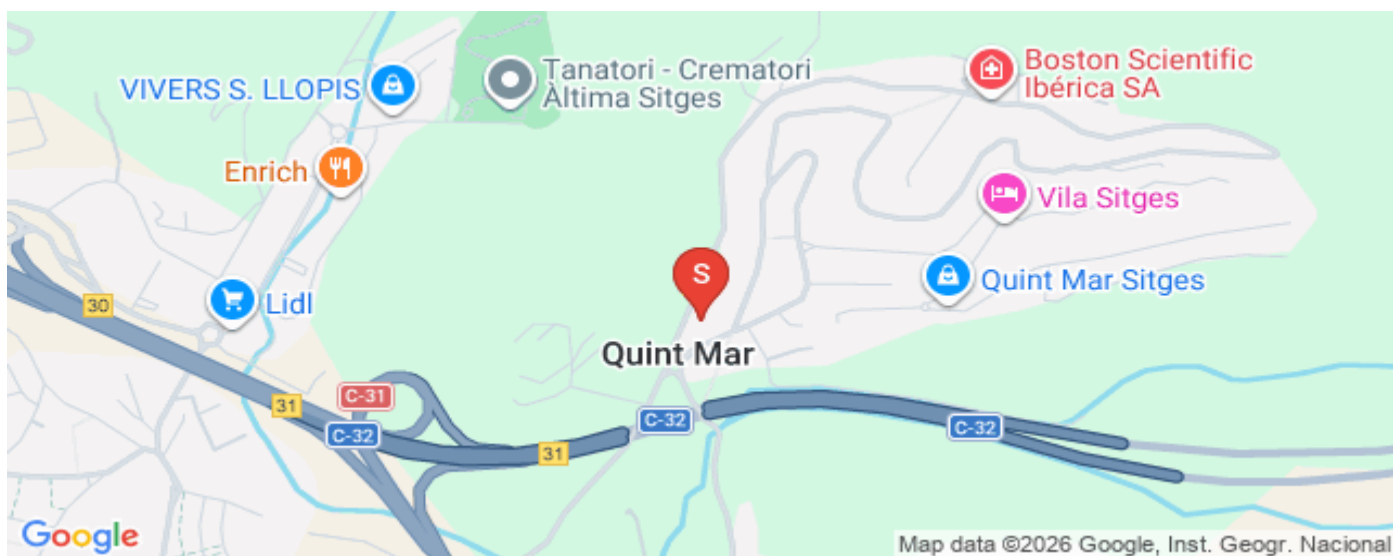 VIVERS S. LLOPIS
Tanatori - Crematori
Àltima Sitges
Boston Scientific
Ibérica SA
Enrich
Vila Sitges
S
Quint Mar Sitges
30
Lidl
Quint Mar
C-31
31
C-32
C-32
C-32
31
Google
Map data ©2026 Google, Inst. Geogr. Nacional